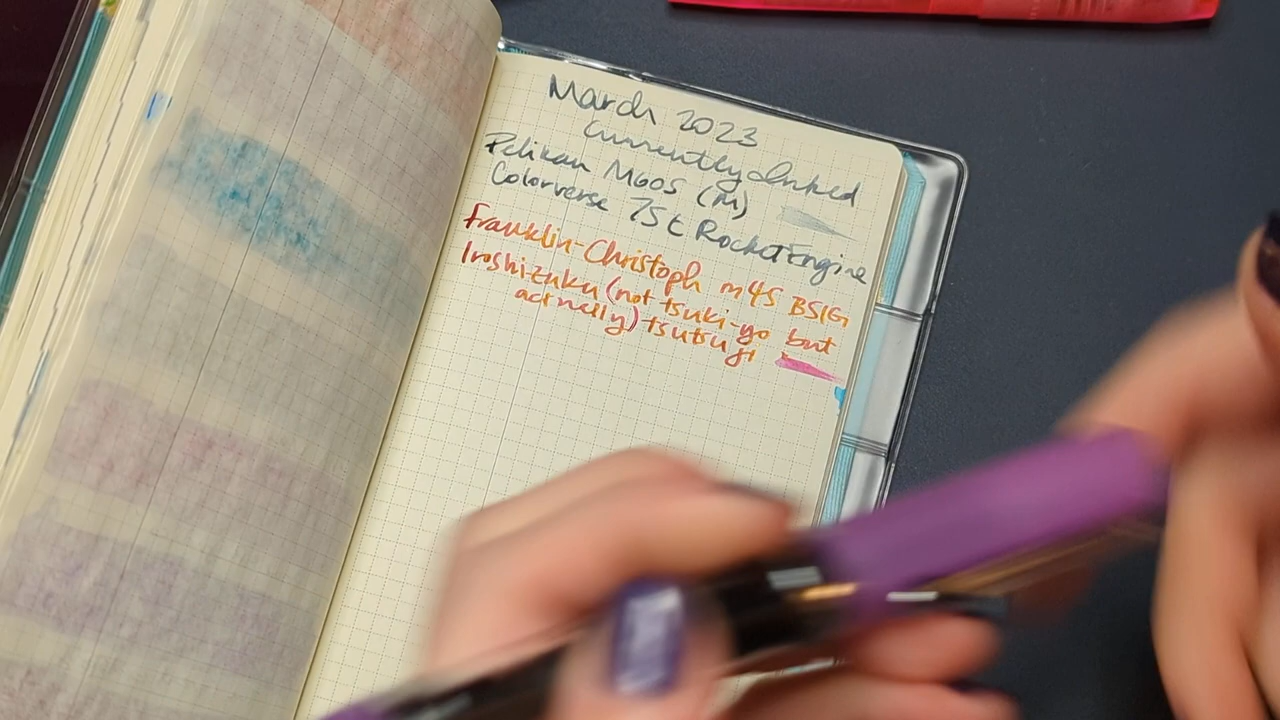 March 2023
Currently Inked
Pelikan M605 (M)
Colorverse 75t Rocket Engine
Franklin-Christoph m45 BSIG
Iroshizuku (not tsuki-yo but
actually) tsutsuji